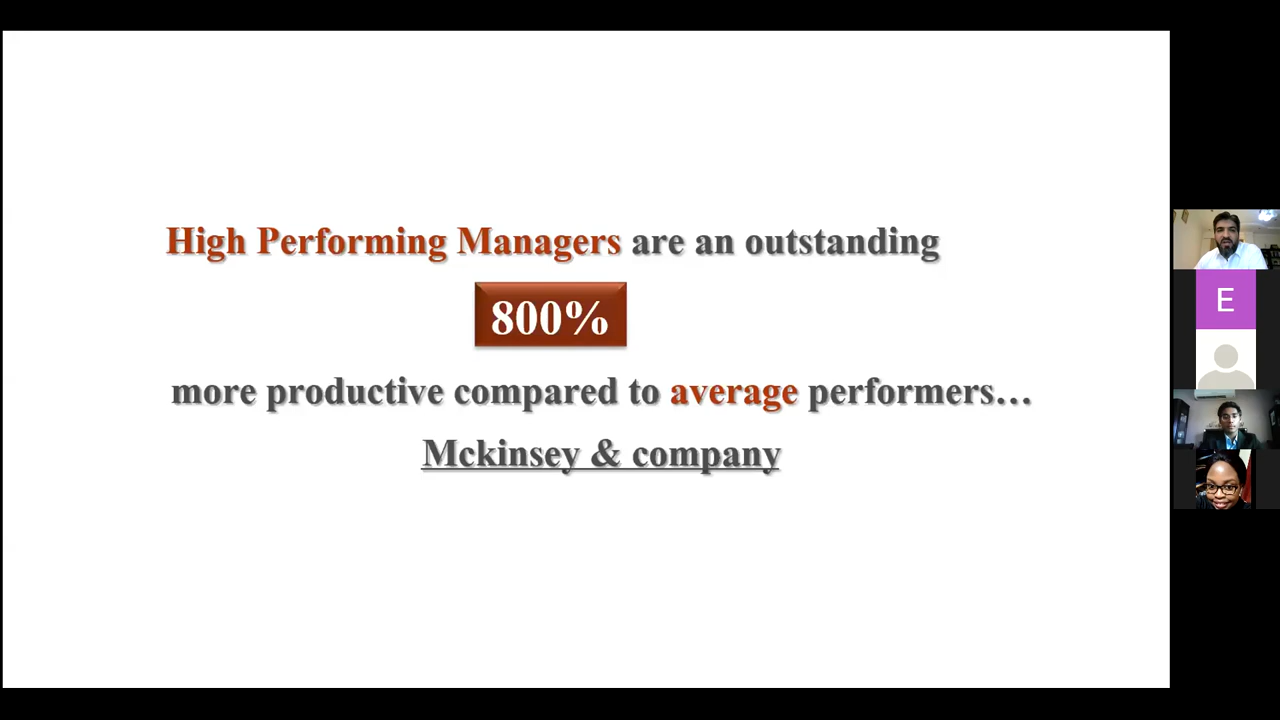 High Performing Managers are an outstanding
800%
more productive compared to average performers…
Mckinsey & company
E